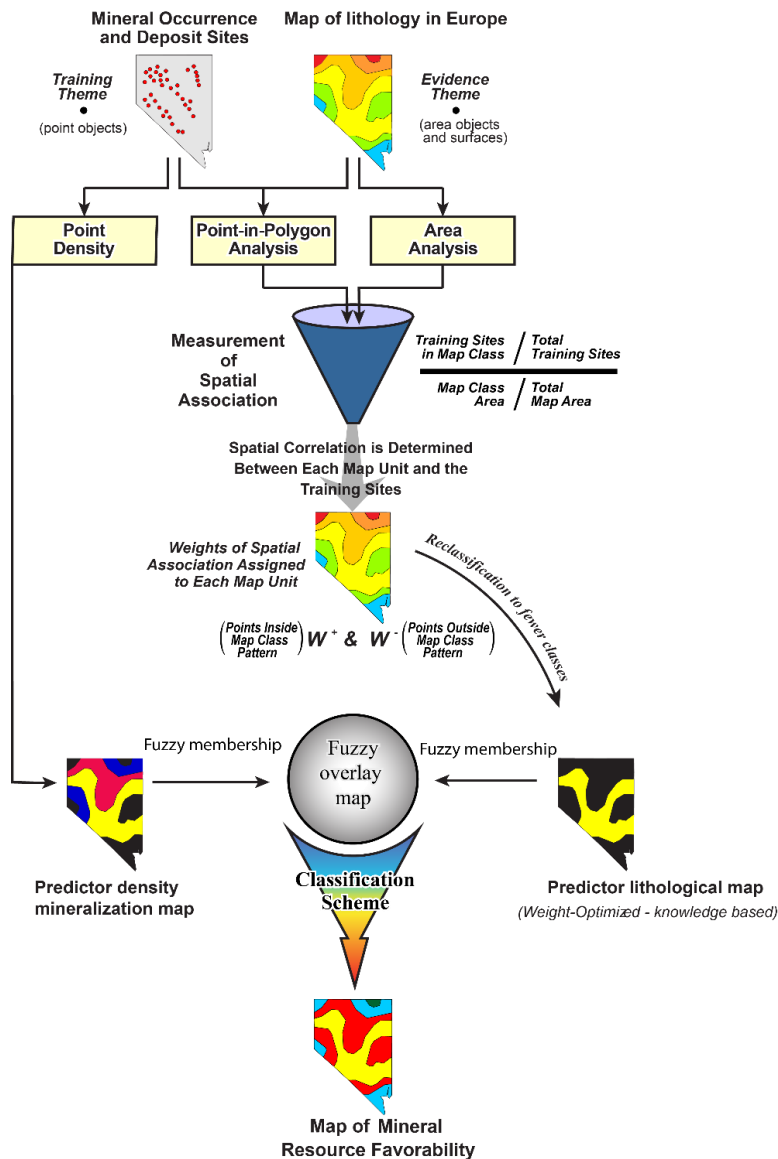 Mineral Occurrence
and Deposit Sites
Map of lithology in Europe
Training
Theme
(point objects)
Evidence
Theme
(area objects
and surfaces)
Point
Density
Point-in-Polygon
Analysis
Area
Analysis
Measurement
of
Spatial
Association
Training Sites
in Map Class / Total
Training Sites
Map Class
Area / Total
Map Area
Spatial Correlation is Determined
Between Each Map Unit and the
Training Sites
Weights of Spatial
Association Assigned
to Each Map Unit
Reclassification to fewer classes
(Points Inside
Map Class
Pattern) W + & W - (Points Outside
Map Class
Pattern)
Fuzzy membership
Fuzzy
overlay
map
Fuzzy membership
Predictor density
mineralization map
Classification
Scheme
Predictor lithological map
(Weight-Optimized - knowledge based)
Map of Mineral
Resource Favorability